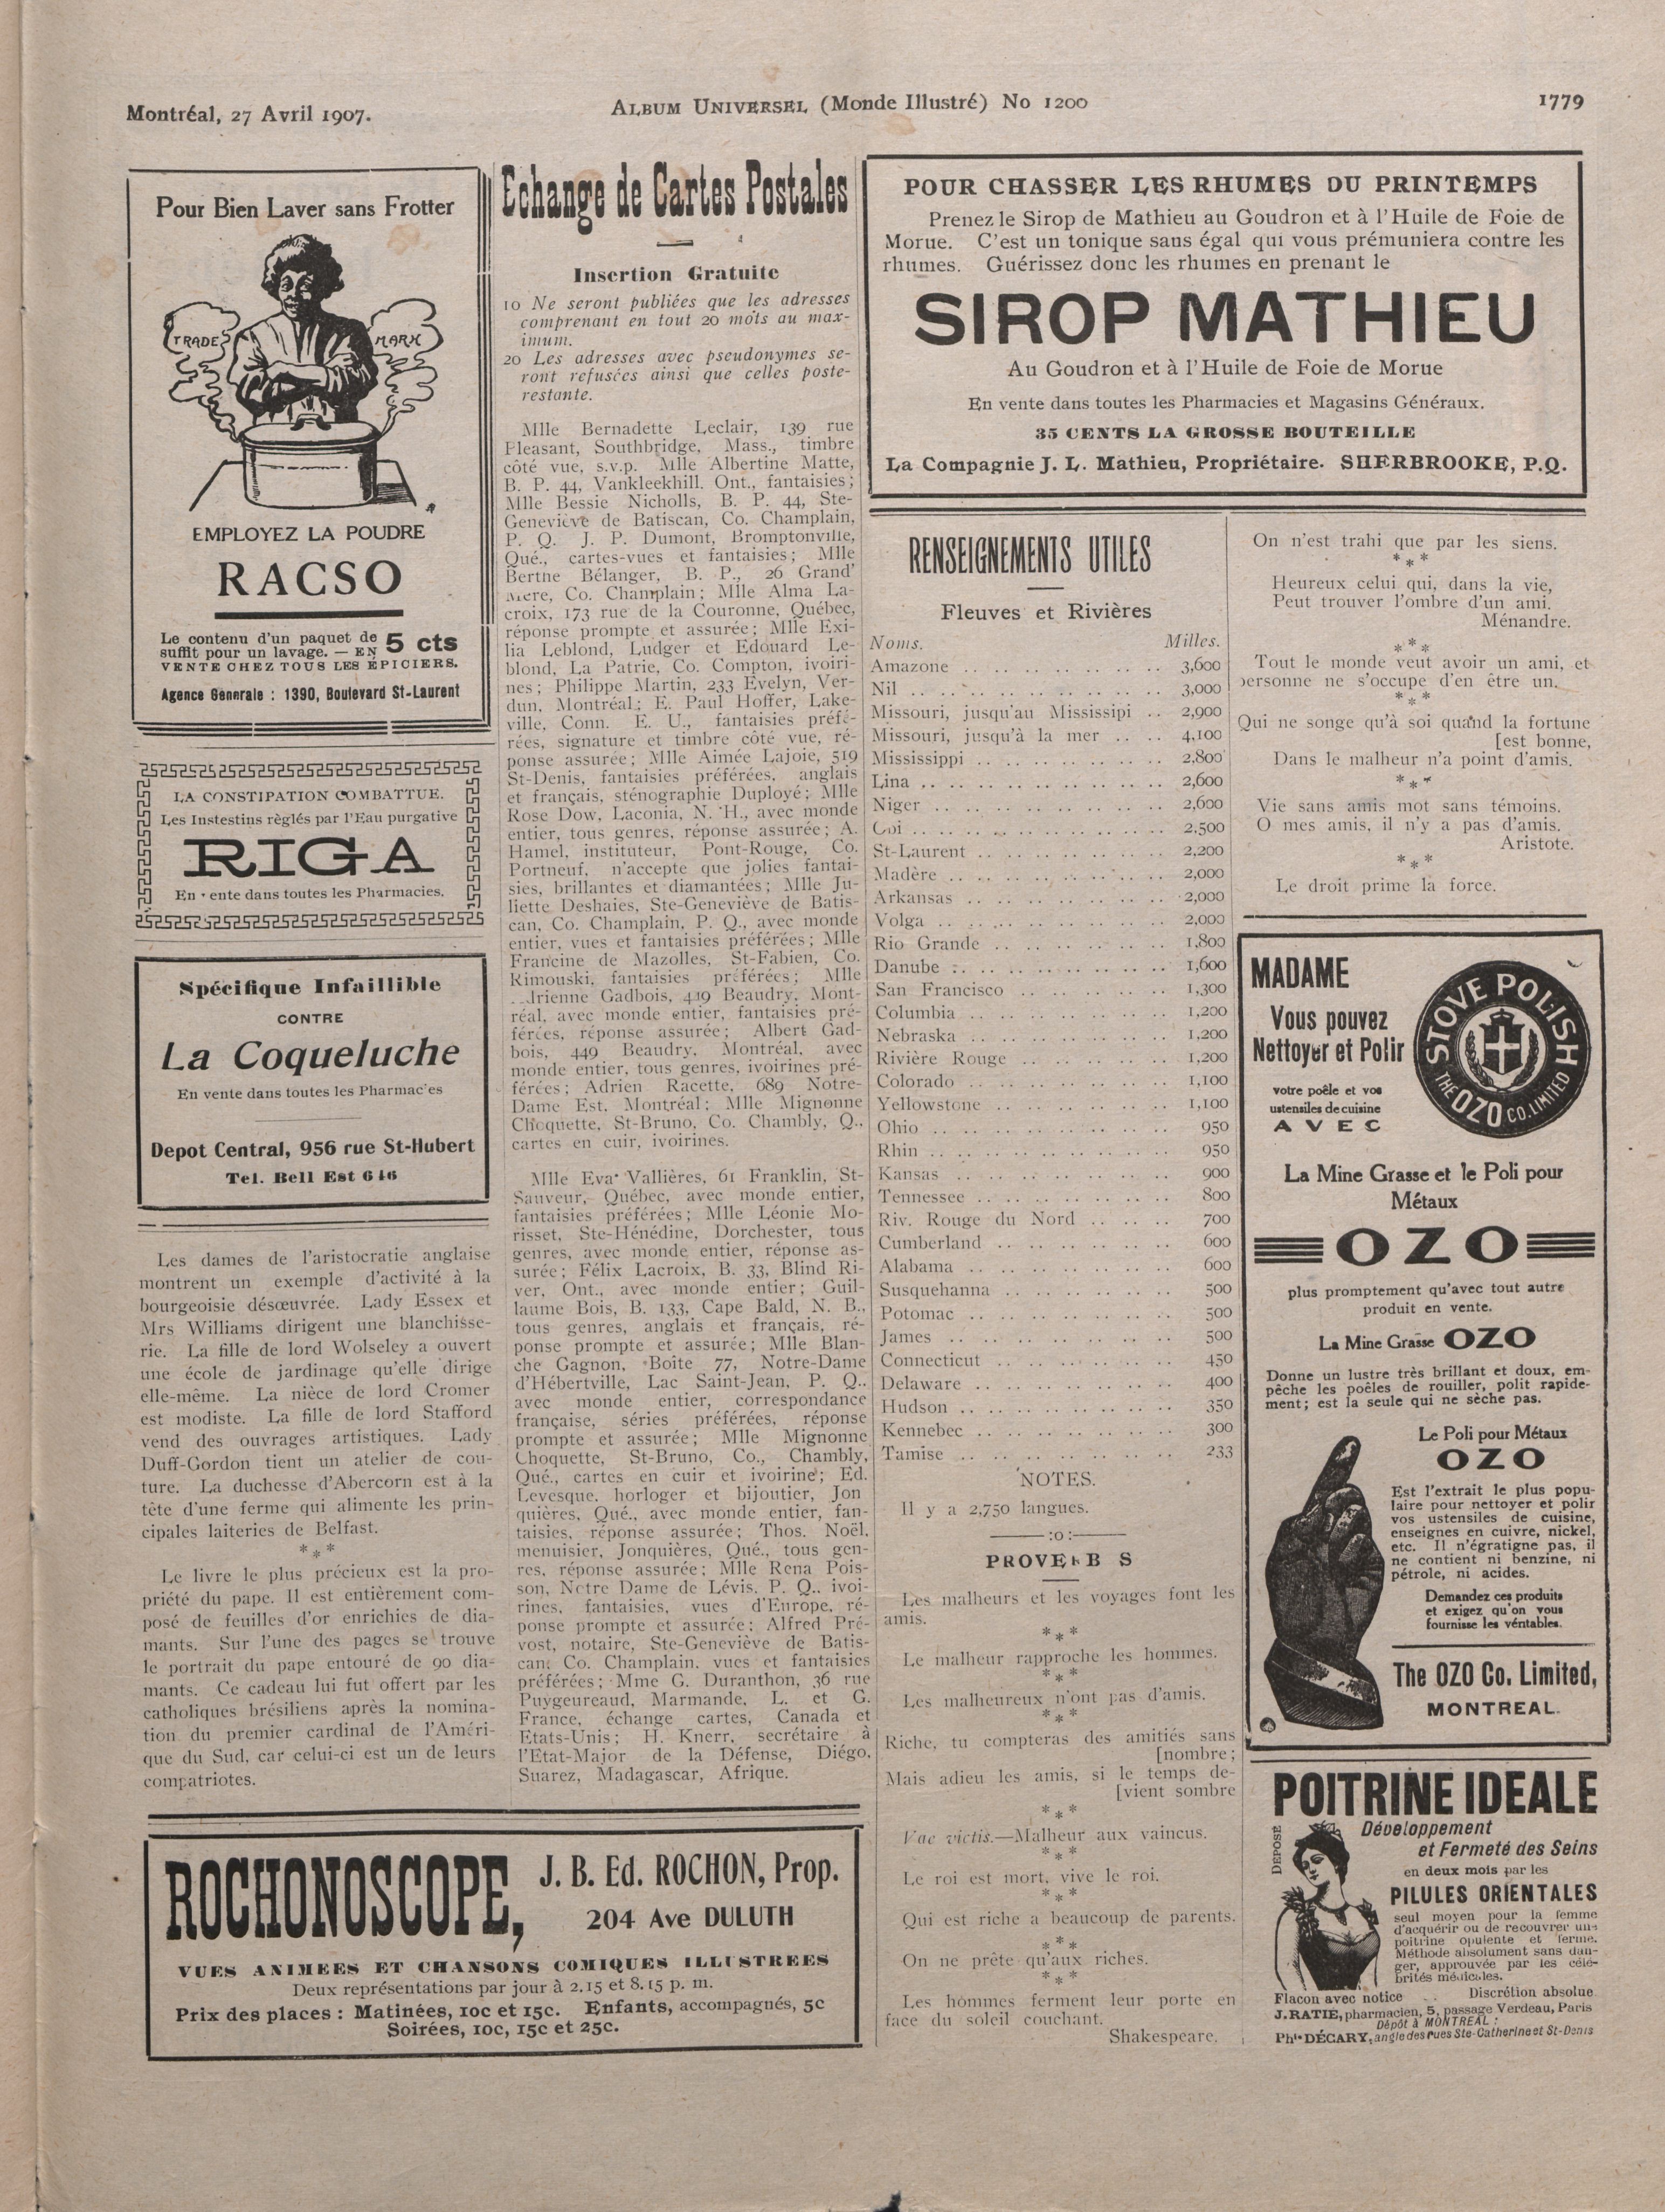 Montréal, 27 Avril 1907.
ALBUM UNIVERSEL (Monde Illustré) No 1200
1779
Pour Bien Laver sans Frotter
TRADE MARK
EMPLOYEZ LA POUDRE
RACSO
Le contenu d'un paquet de 5 cts
suffit pour un lavage. — EN
VENTE CHEZ TOUS LES ÉPICIERS.
Agence Generale : 1390, Boulevard St-Laurent
LA CONSTIPATION COMBATTUE.
Les Instestins règlés par l'Eau purgative
RIGA
En vente dans toutes les Pharmacies.
Spécifique Infaillible
CONTRE
La Coqueluche
En vente dans toutes les Pharmac'es
Depot Central, 956 rue St-Hubert
Tel. Bell Est 646
Les dames de l'aristocratie anglaise
montrent un exemple d'activité à la
bourgeoisie désœuvrée. Lady Essex et
Mrs Williams dirigent une blanchisse-
rie. La fille de lord Wolseley a ouvert
une école de jardinage qu'elle dirige
elle-même. La nièce de lord Cromer
est modiste. La fille de lord Stafford
vend des ouvrages artistiques. Lady
Duff-Gordon tient un atelier de cou-
ture. La duchesse d'Abercorn est à la
tête d'une ferme qui alimente les prin-
cipales laiteries de Belfast.
* * *
Le livre le plus précieux est la pro-
priété du pape. Il est entièrement com-
posé de feuilles d'or enrichies de dia-
mants. Sur l'une des pages se trouve
le portrait du pape entouré de 90 dia-
mants. Ce cadeau lui fut offert par les
catholiques brésiliens après la nomina-
tion du premier cardinal de l'Améri-
que du Sud, car celui-ci est un de leurs
compatriotes.
Echange de Cartes Postales
Insertion Gratuite
1o Ne seront publiées que les adresses
comprenant en tout 20 mots au max-
imum.
2o Les adresses avec pseudonymes se-
ront refusées ainsi que celles poste-
restante.
Mlle Bernadette Leclair, 139 rue
Pleasant, Southbridge, Mass., timbre
côté vue, s.v.p. Mlle Albertine Matte,
B. P. 44, Vankleekhill. Ont., fantaisies;
Mlle Bessie Nicholls, B. P. 44, Ste-
Geneviève de Batiscan, Co. Champlain,
P. Q. J. P. Dumont, Bromptonville,
Qué., cartes-vues et fantaisies; Mlle
Bertne Bélanger, B. P., 26 Grand'
Mere, Co. Champlain; Mlle Alma La-
croix, 173 rue de la Couronne, Québec,
réponse prompte et assurée; Mlle Exi-
lia Leblond, Ludger et Edouard Le-
blond, La Patrie, Co. Compton, ivoiri-
nes; Philippe Martin, 233 Evelyn, Ver-
dun, Montréal; E. Paul Hoffer, Lake-
ville, Conn. E. U., fantaisies préfé-
rées, signature et timbre côté vue, ré-
ponse assurée; Mlle Aimée Lajoie, 519
St-Denis, fantaisies préférées, anglais
et français, sténographie Duployé; Mlle
Rose Dow, Laconia, N. H., avec monde
entier, tous genres, réponse assurée; A.
Hamel, instituteur, Pont-Rouge, Co.
Portneuf, n'accepte que jolies fantai-
sies, brillantes et diamantées; Mlle Ju-
liette Deshaies, Ste-Geneviève de Batis-
can, Co. Champlain, P. Q., avec monde
entier, vues et fantaisies préférées; Mlle
Francine de Mazolles, St-Fabien, Co.
Rimouski, fantaisies préférées; Mlle
drienne Gadbois, 449 Beaudry, Mont-
réal, avec monde entier, fantaisies pré-
férées, réponse assurée; Albert Gad-
bois, 449 Beaudry, Montréal, avec
monde entier, tous genres, ivoirines pré-
férées; Adrien Racette, 689 Notre-
Dame Est, Montréal; Mlle Mignonne
Choquette, St-Bruno, Co. Chambly, Q.,
cartes en cuir, ivoirines.
Mlle Eva Vallières, 61 Franklin, St-
Sauveur, Québec, avec monde entier,
fantaisies préférées; Mlle Léonie Mo-
risset, Ste-Hénédine, Dorchester, tous
genres, avec monde entier, réponse as-
surée; Félix Lacroix, B. 33, Blind Ri-
ver, Ont., avec monde entier; Guil-
laume Bois, B. 133, Cape Bald, N. B.,
tous genres, anglais et français, ré-
ponse prompte et assurée; Mlle Blan-
che Gagnon, Boîte 77, Notre-Dame
d'Hébertville, Lac Saint-Jean, P. Q..
avec monde entier, correspondance
française, séries préférées, réponse
prompte et assurée; Mlle Mignonne
Choquette, St-Bruno, Co., Chambly,
Qué., cartes en cuir et ivoirine; Ed.
Levesque, horloger et bijoutier, Jon
quières, Qué., avec monde entier, fan-
taisies, réponse assurée; Thos. Noël,
menuisier, Jonquières, Qué., tous gen-
res, réponse assurée; Mlle Rena Pois-
son, Notre Dame de Lévis, P. Q., ivoi-
rines, fantaisies, vues d'Europe, ré-
ponse prompte et assurée; Alfred Pré-
vost, notaire, Ste-Geneviève de Batis-
can, Co. Champlain. vues et fantaisies
préférées; Mme G. Duranthon, 36 rue
Puygeureaud, Marmande, L. et G.
France, échange cartes, Canada et
Etats-Unis; H. Knerr, secrétaire à
l'Etat-Major de la Défense, Diégo,
Suarez, Madagascar, Afrique.
ROCHONOSCOPE,
J. B. Ed. ROCHON, Prop.
204 Ave DULUTH
VUES ANIMEES ET CHANSONS COMIQUES ILLUSTREES
Deux représentations par jour à 2.15 et 8.15 p. m.
Prix des places : Matinées, 10c et 15c. Enfants, accompagnés, 5c
Soirées, 10c, 15c et 25c.
POUR CHASSER LES RHUMES DU PRINTEMPS
Prenez le Sirop de Mathieu au Goudron et à l'Huile de Foie de
Morue. C'est un tonique sans égal qui vous prémuniera contre les
rhumes. Guérissez donc les rhumes en prenant le
SIROP MATHIEU
Au Goudron et à l'Huile de Foie de Morue
En vente dans toutes les Pharmacies et Magasins Généraux.
35 CENTS LA GROSSE BOUTEILLE
La Compagnie J. L. Mathieu, Propriétaire. SHERBROOKE, P.Q.
RENSEIGNEMENTS UTILES
Fleuves et Rivières
Noms. Milles.
Amazone .. .. .. .. .. .. .. .. 3,600
Nil .. .. .. .. .. .. .. .. .. 3,000
Missouri, jusqu'au Mississipi .. 2,900
Missouri, jusqu'à la mer .. .. 4,100
Mississippi .. .. .. .. .. .. .. 2,800
Lina .. .. .. .. .. .. .. .. .. 2,600
Niger .. .. .. .. .. .. .. .. .. 2,600
Obi .. .. .. .. .. .. .. .. .. 2,500
St-Laurent .. .. .. .. .. .. .. 2,200
Madère .. .. .. .. .. .. .. .. 2,000
Arkansas .. .. .. .. .. .. .. .. 2,000
Volga .. .. .. .. .. .. .. .. .. 2,000
Rio Grande .. .. .. .. .. .. .. 1,800
Danube .. .. .. .. .. .. .. .. 1,600
San Francisco .. .. .. .. .. .. 1,300
Columbia .. .. .. .. .. .. .. .. 1,200
Nebraska .. .. .. .. .. .. .. .. 1,200
Rivière Rouge .. .. .. .. .. .. 1,200
Colorado .. .. .. .. .. .. .. .. 1,100
Yellowstone .. .. .. .. .. .. .. 1,100
Ohio .. .. .. .. .. .. .. .. .. 950
Rhin .. .. .. .. .. .. .. .. .. 950
Kansas .. .. .. .. .. .. .. .. 900
Tennessee .. .. .. .. .. .. .. 800
Riv. Rouge du Nord .. .. .. 700
Cumberland .. .. .. .. .. .. .. 600
Alabama .. .. .. .. .. .. .. .. 600
Susquehanna .. .. .. .. .. .. .. 500
Potomac .. .. .. .. .. .. .. .. 500
James .. .. .. .. .. .. .. .. .. 500
Connecticut .. .. .. .. .. .. .. 450
Delaware .. .. .. .. .. .. .. .. 400
Hudson .. .. .. .. .. .. .. .. 350
Kennebec .. .. .. .. .. .. .. .. 300
Tamise .. .. .. .. .. .. .. .. 233
NOTES.
Il y a 2,750 langues.
:o:
PROVERBES
Les malheurs et les voyages font les
amis.
* * *
Le malheur rapproche les hommes.
* * *
Les malheureux n'ont pas d'amis.
* * *
Riche, tu compteras des amitiés sans
[nombre;
Mais adieu les amis, si le temps de-
[vient sombre
* * *
Vae victis.—Malheur aux vaincus.
* * *
Le roi est mort, vive le roi.
* * *
Qui est riche a beaucoup de parents.
* * *
On ne prête qu'aux riches.
* * *
Les hommes ferment leur porte en
face du soleil couchant.
Shakespeare.
On n'est trahi que par les siens.
* * *
Heureux celui qui, dans la vie,
Peut trouver l'ombre d'un ami.
Ménandre.
* * *
Tout le monde veut avoir un ami, et
personne ne s'occupe d'en être un.
* * *
Qui ne songe qu'à soi quand la fortune
[est bonne,
Dans le malheur n'a point d'amis.
* * *
Vie sans amis mot sans témoins.
O mes amis, il n'y a pas d'amis.
Aristote.
* * *
Le droit prime la force.
MADAME
Vous pouvez
Nettoyer et Polir
votre poêle et vos
ustensiles de cuisine
AVEC
STOVE POLISH
THE OZO CO. LIMITED
La Mine Grasse et le Poli pour
Métaux
OZO
plus promptement qu'avec tout autre
produit en vente.
La Mine Grasse OZO
Donne un lustre très brillant et doux, em-
pêche les poêles de rouiller, polit rapide-
ment; est la seule qui ne sèche pas.
Le Poli pour Métaux
OZO
Est l'extrait le plus popu-
laire pour nettoyer et polir
vos ustensiles de cuisine,
enseignes en cuivre, nickel,
etc. Il n'égratigne pas, il
ne contient ni benzine, ni
pétrole, ni acides.
Demandez ces produits
et exigez qu'on vous
fournisse les véritables.
The OZO Co. Limited,
MONTREAL.
POITRINE IDEALE
DÉPOSÉ
Développement
et Fermeté des Seins
en deux mois par les
PILULES ORIENTALES
seul moyen pour la femme
d'acquérir ou de recouvrer une
poitrine opulente et ferme.
Méthode absolument sans dan-
ger, approuvée par les célé-
brités médicales.
Flacon avec notice Discrétion absolue
J. RATIE, pharmacien, 5, passage Verdeau, Paris
Dépôt à MONTREAL :
Phie DÉCARY, angle des rues Ste-Catherine et St-Denis